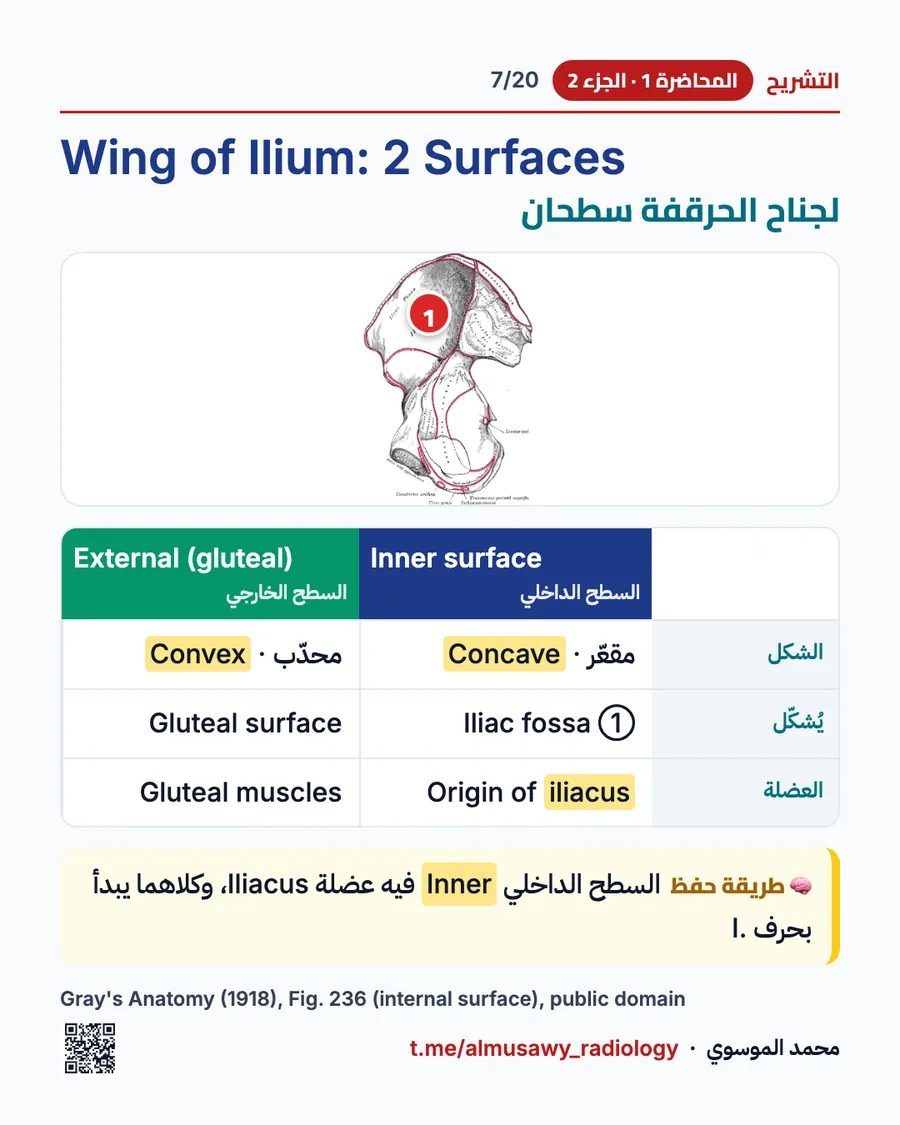 التشريح
المحاضرة 1 · الجزء 2
7/20
Wing of Ilium: 2 Surfaces
لجناح الحرقفة سطحان
Iliac Fossa
1
Inner surface
السطح الداخلي
External (gluteal)
السطح الخارجي
الشكل
مقعّر · Concave
محدّب · Convex
يُشكّل
Iliac fossa ①
Gluteal surface
العضلة
Origin of iliacus
Gluteal muscles
🧠 طريقة حفظ السطح الداخلي Inner فيه عضلة Iliacus، وكلاهما يبدأ
بحرف I.
Gray's Anatomy (1918), Fig. 236 (internal surface), public domain
محمد الموسوي · t.me/almusawy_radiology